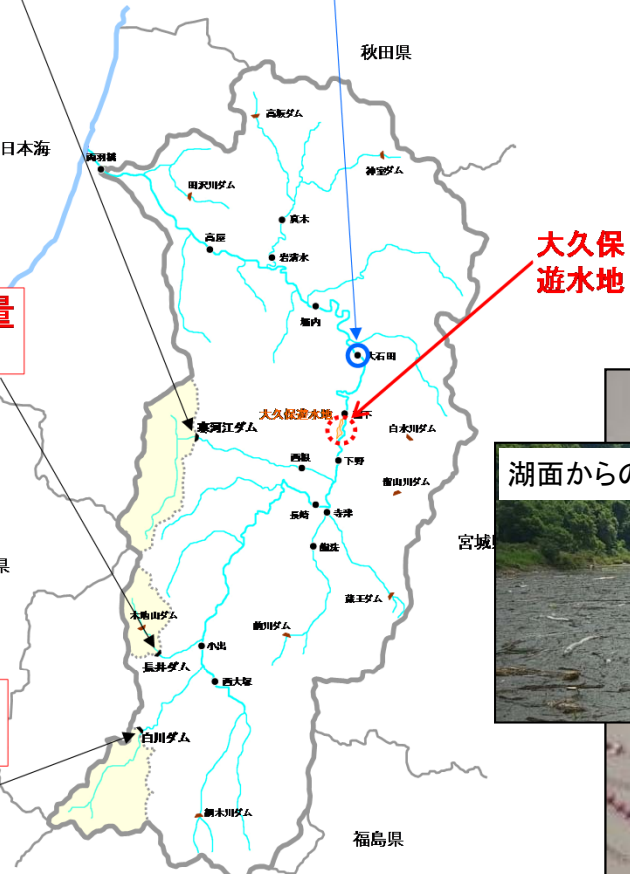 秋田県
日本海
高坂ダム
両羽橋
神室ダム
田沢川ダム
真木
高屋
岩清水
大久保
遊水地
量
堀内
大石田
大久保遊水地
下
寒河江ダム
白水川ダム
西根
下野
湖面からの
留山川ダム
長崎
寺津
宮城
県
蔵王ダム
木地山ダム
前川ダム
小出
長井ダム
西大塚
白川ダム
綱木川ダム
福島県